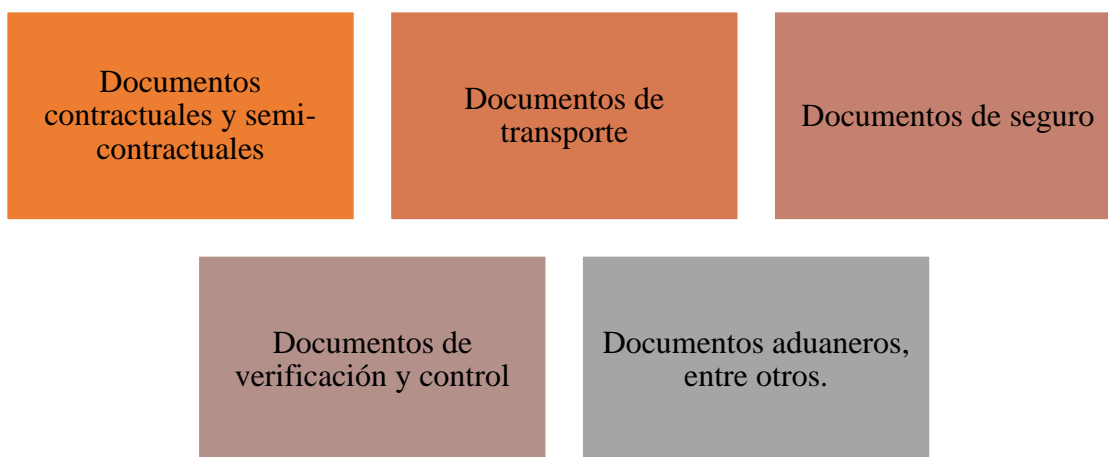 Documentos
contractuales y semi-
contractuales
Documentos de
transporte
Documentos de seguro
Documentos de
verificación y control
Documentos aduaneros,
entre otros.